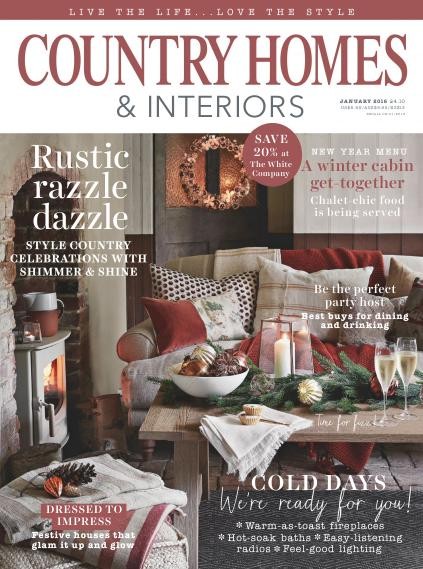 LIVE THE LIFE...LOVE THE STYLE
COUNTRY HOMES
& INTERIORS
JANUARY 2016 £4.10
SAVE
20% at
The White
Company
NEW YEAR MENU
A winter cabin
get-together
Chalet-chic food
is being served
Rustic
razzle
dazzle
STYLE COUNTRY
CELEBRATIONS WITH
SHIMMER & SHINE
Be the perfect
party host
Best buys for dining
and drinking
Time for fizz!
COLD DAYS
We're ready for you!
* Warm-as-toast fireplaces
* Hot-soak baths * Easy-listening
radios * Feel-good lighting
DRESSED TO
IMPRESS
Festive houses that
glam it up and glow